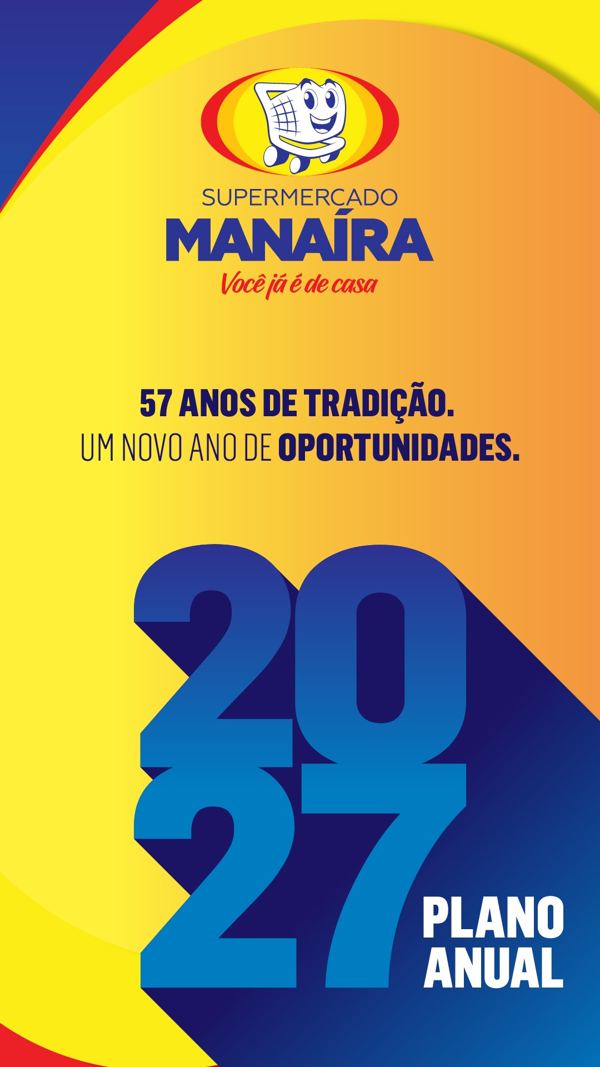 SUPERMERCADO
MANAÍRA
Você já é de casa
57 ANOS DE TRADIÇÃO.
UM NOVO ANO DE OPORTUNIDADES.
20
27
PLANO
ANUAL